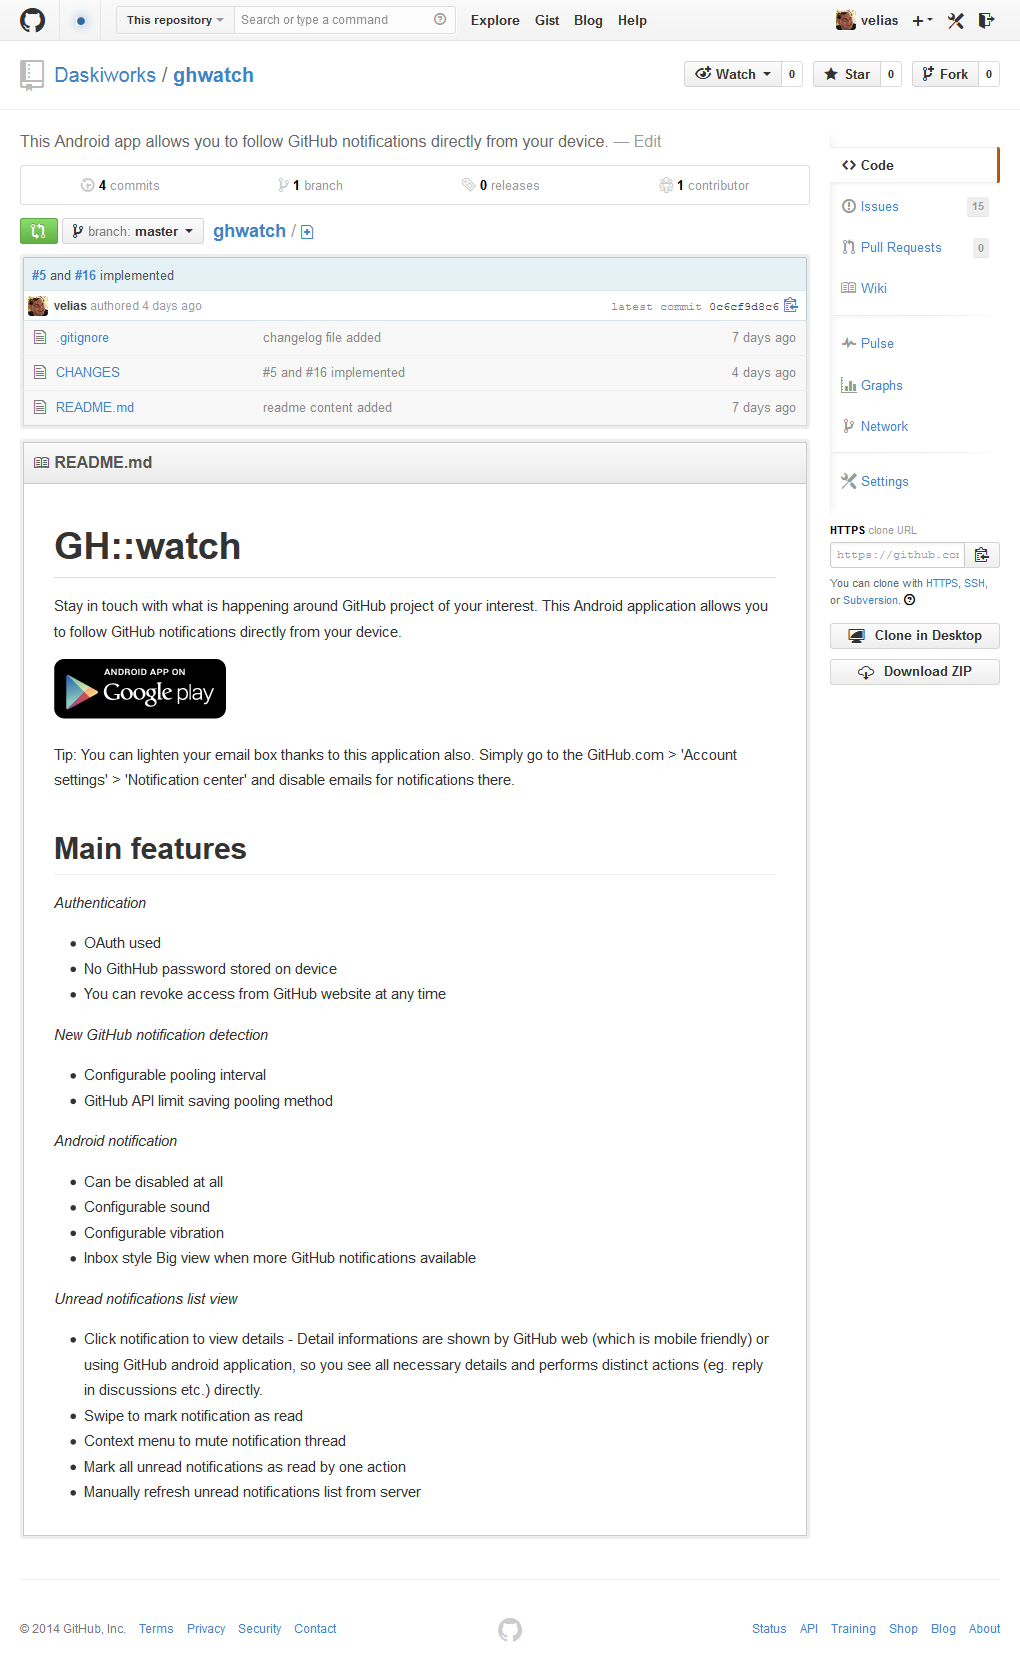 This repository Search or type a command Explore Gist Blog Help velias
Daskiworks / ghwatch Watch 0 Star 0 Fork 0
This Android app allows you to follow GitHub notifications directly from your device. — Edit
4 commits 1 branch 0 releases 1 contributor
branch: master ghwatch /
#5 and #16 implemented
velias authored 4 days ago latest commit 0c6cf9d8c6
.gitignore changelog file added 7 days ago
CHANGES #5 and #16 implemented 4 days ago
README.md readme content added 7 days ago
README.md
GH::watch
Stay in touch with what is happening around GitHub project of your interest. This Android application allows you
to follow GitHub notifications directly from your device.
ANDROID APP ON
Google play
Tip: You can lighten your email box thanks to this application also. Simply go to the GitHub.com > 'Account
settings' > 'Notification center' and disable emails for notifications there.
Main features
Authentication
OAuth used
No GithHub password stored on device
You can revoke access from GitHub website at any time
New GitHub notification detection
Configurable pooling interval
GitHub API limit saving pooling method
Android notification
Can be disabled at all
Configurable sound
Configurable vibration
Inbox style Big view when more GitHub notifications available
Unread notifications list view
Click notification to view details - Detail informations are shown by GitHub web (which is mobile friendly) or
using GitHub android application, so you see all necessary details and performs distinct actions (eg. reply
in discussions etc.) directly.
Swipe to mark notification as read
Context menu to mute notification thread
Mark all unread notifications as read by one action
Manually refresh unread notifications list from server
Code
Issues 15
Pull Requests 0
Wiki
Pulse
Graphs
Network
Settings
HTTPS clone URL
https://github.com
You can clone with HTTPS, SSH,
or Subversion.
Clone in Desktop
Download ZIP
© 2014 GitHub, Inc. Terms Privacy Security Contact Status API Training Shop Blog About